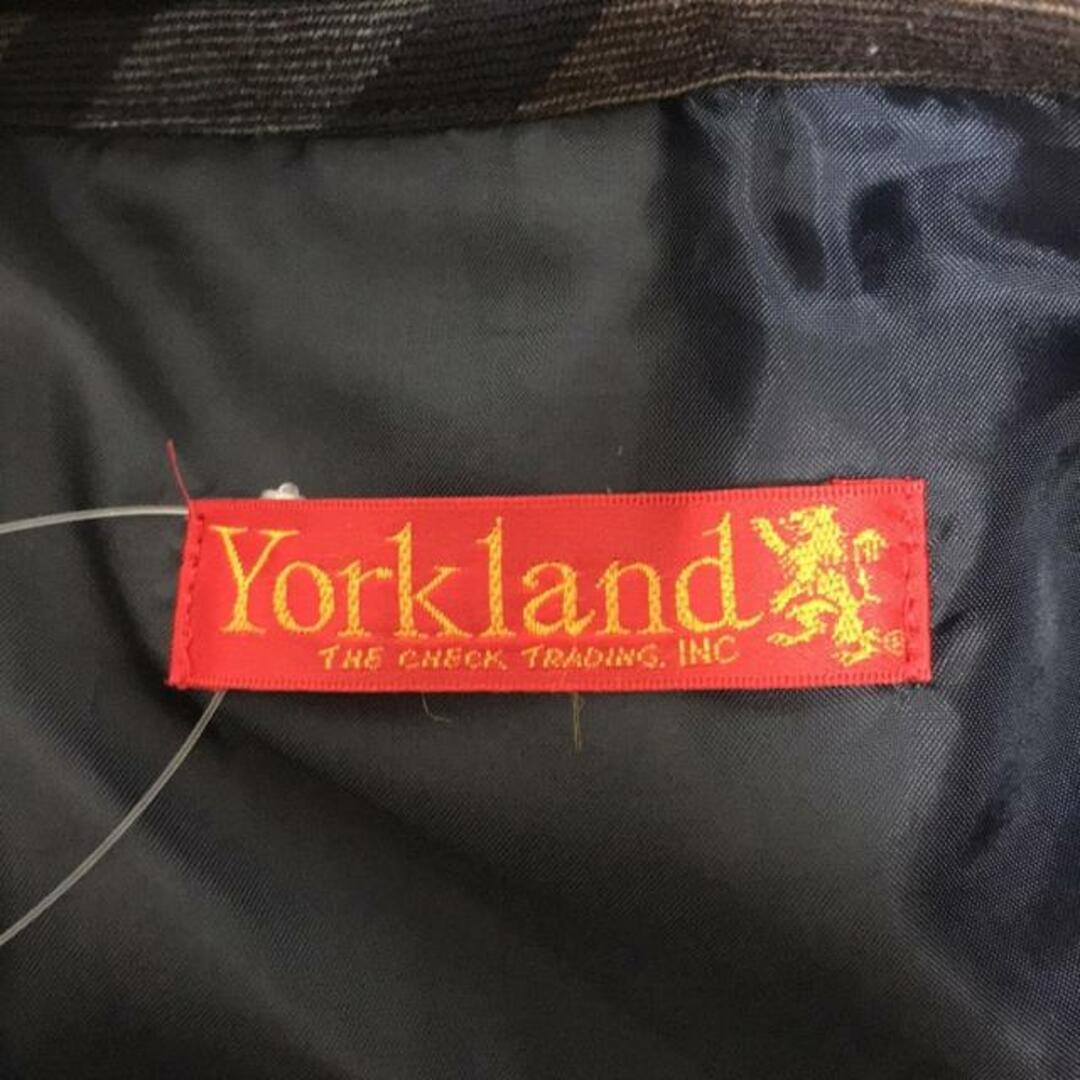 Yorkland
THE CHECK TRADING. INC
®